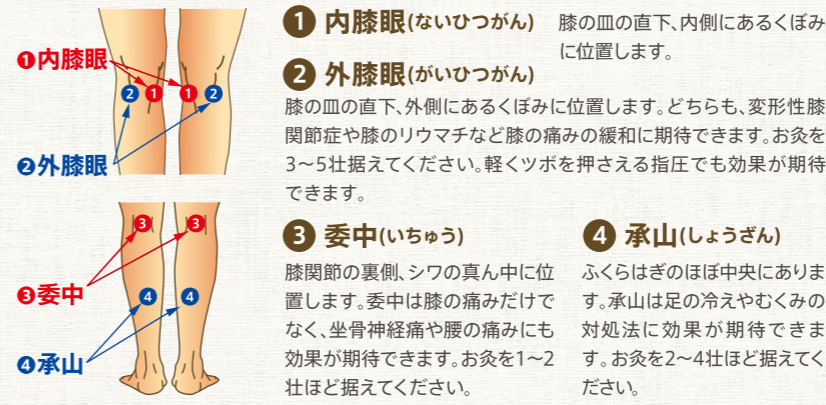 ❶内膝眼
❷ ❶ ❶ ❷
❷外膝眼
❸ ❸
❸委中
❹ ❹
❹承山
❶ 内膝眼(ないひつがん)
膝の皿の直下、内側にあるくぼみ
に位置します。
❷ 外膝眼(がいひつがん)
膝の皿の直下、外側にあるくぼみに位置します。どちらも、変形性膝
関節症や膝のリウマチなど膝の痛みの緩和に期待できます。お灸を
3〜5壮据えてください。軽くツボを押さえる指圧でも効果が期待
できます。
❸ 委中(いちゅう)
膝関節の裏側、シワの真ん中に位
置します。委中は膝の痛みだけで
なく、坐骨神経痛や腰の痛みにも
効果が期待できます。お灸を1〜2
壮ほど据えてください。
❹ 承山(しょうざん)
ふくらはぎのほぼ中央にありま
す。承山は足の冷えやむくみの
対処法に効果が期待できま
す。お灸を2〜4壮ほど据えてく
ださい。